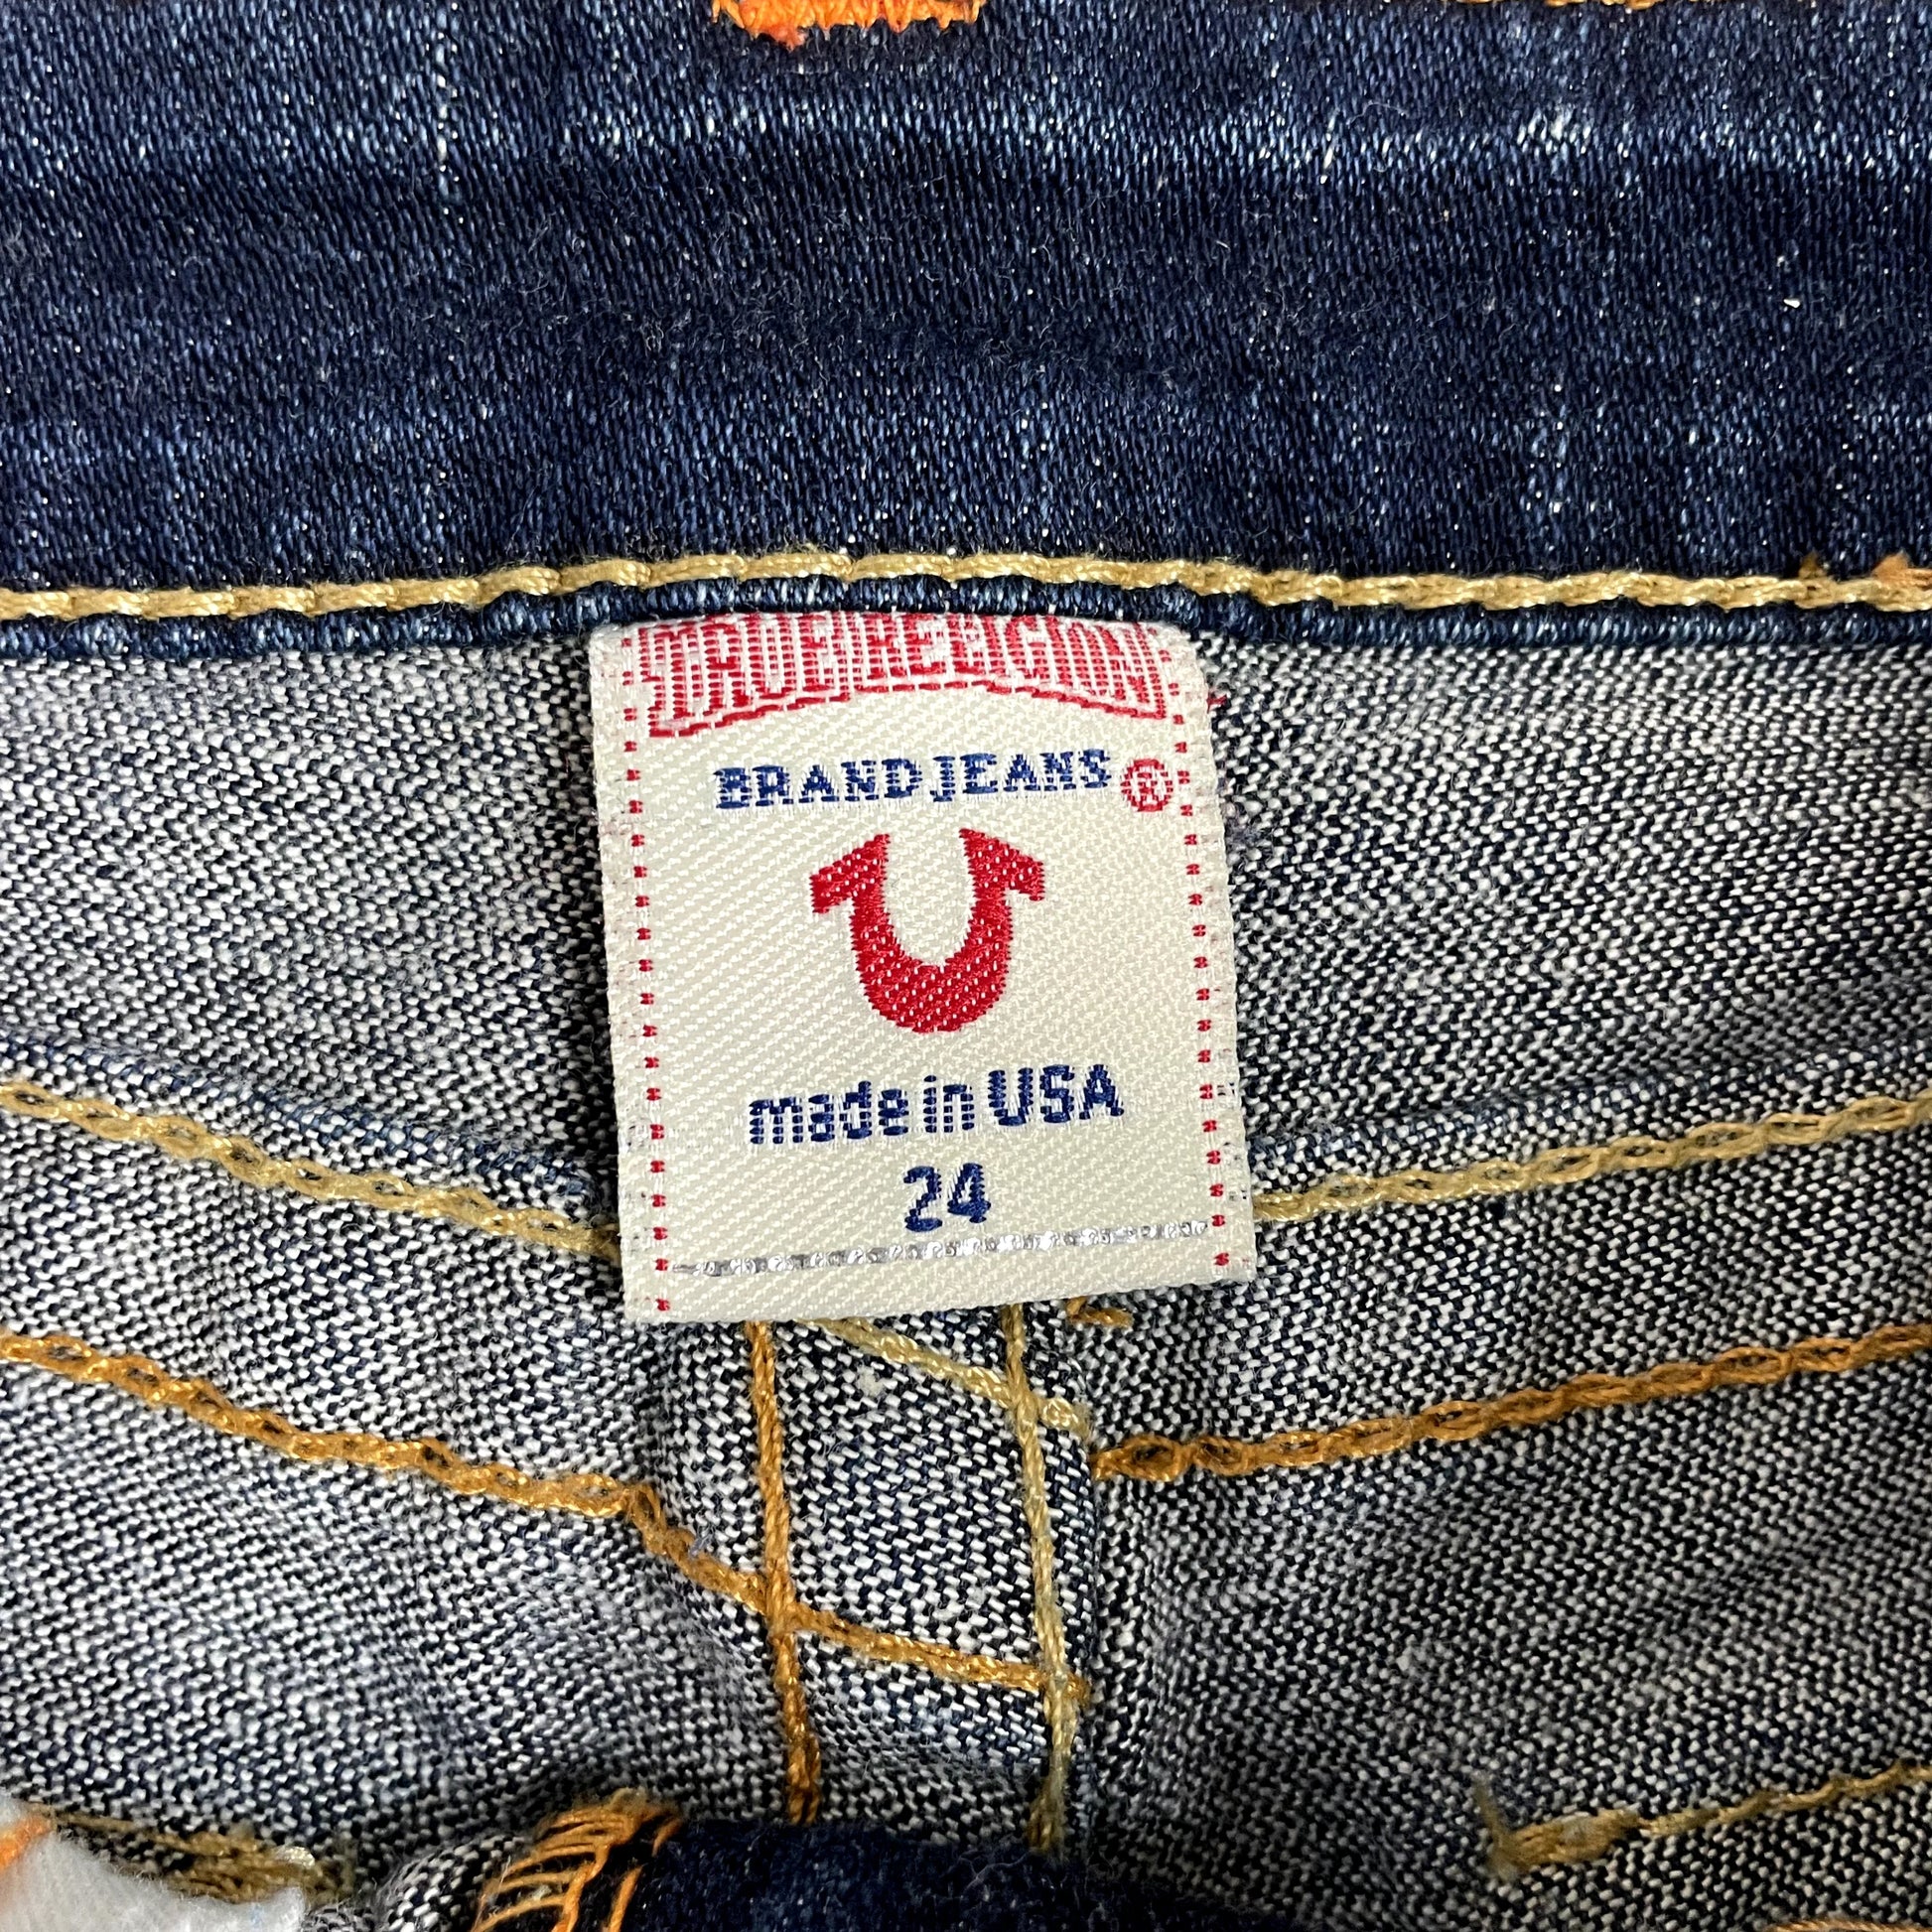 TRUE RELIGION
BRAND JEANS ®
made in USA
24